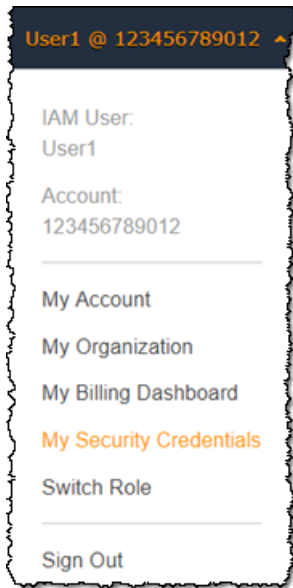 User1 @ 123456789012
IAM User:
User1
Account:
123456789012
My Account
My Organization
My Billing Dashboard
My Security Credentials
Switch Role
Sign Out